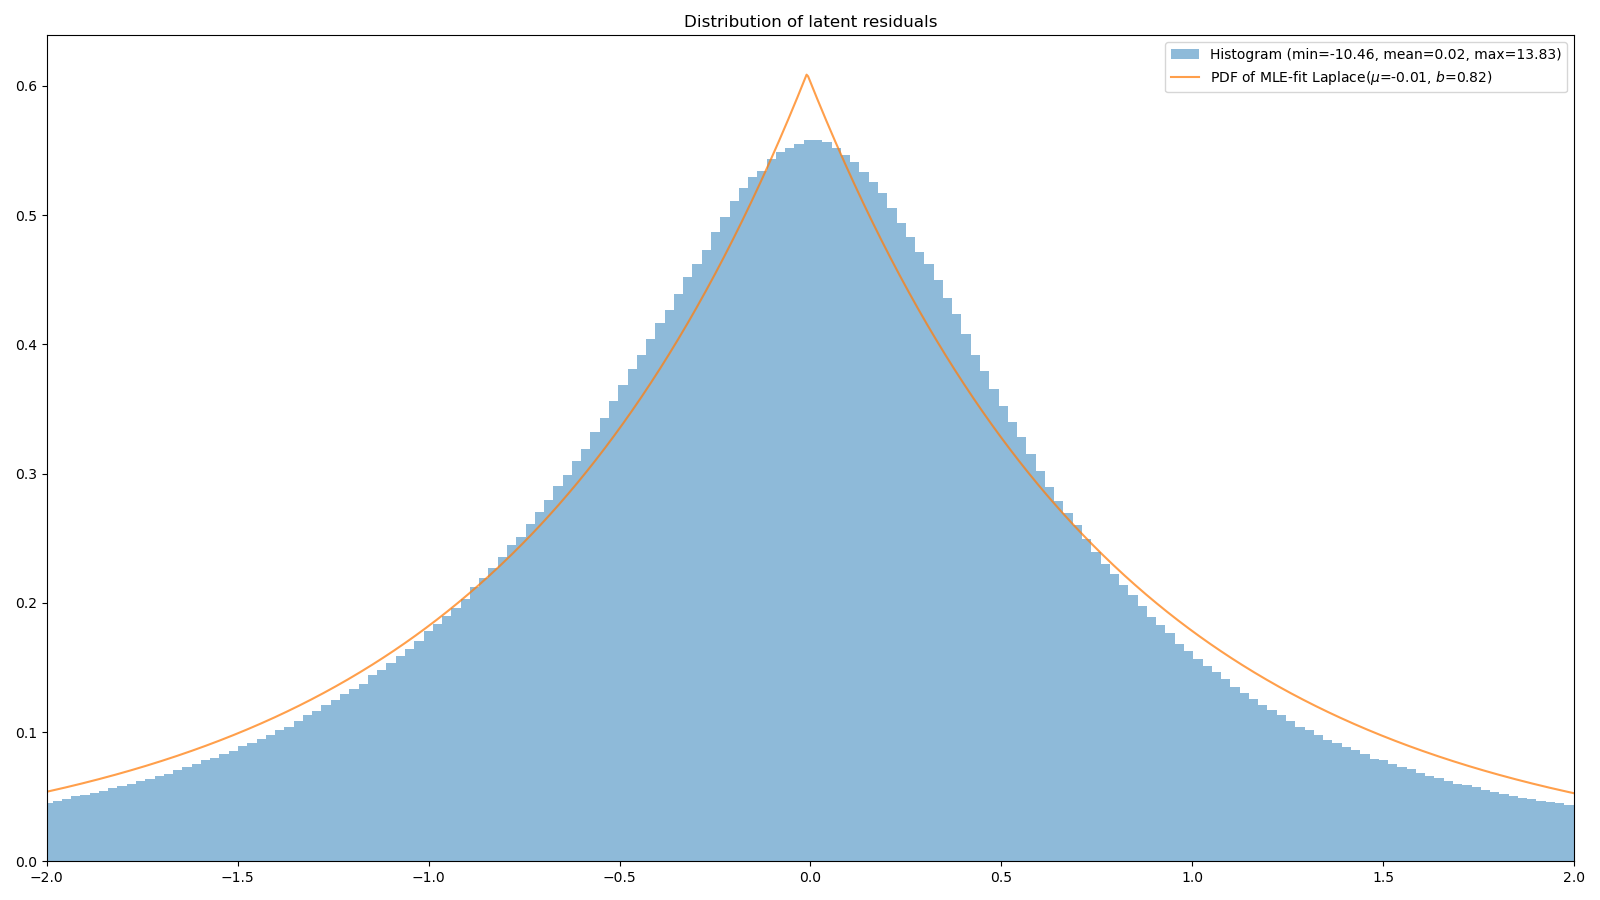 Distribution of latent residuals
Histogram (min=-10.46, mean=0.02, max=13.83)
PDF of MLE-fit Laplace(μ=-0.01, b=0.82)
0.6
0.5
0.4
0.3
0.2
0.1
0.0
−2.0 −1.5 −1.0 −0.5 0.0 0.5 1.0 1.5 2.0